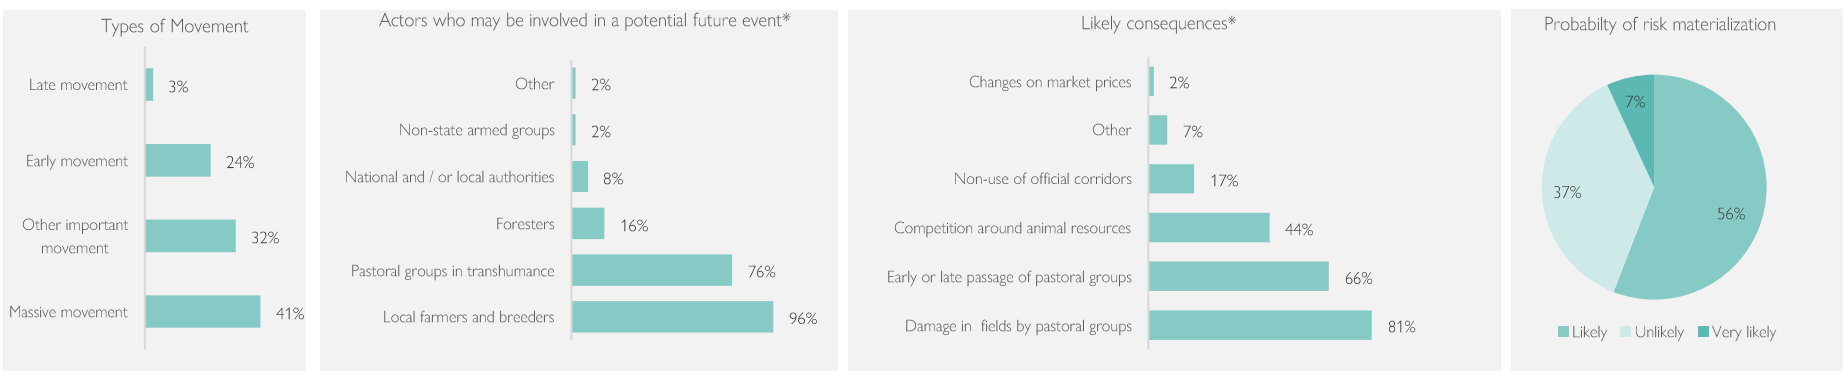 Types of Movement
Late movement 3%
Early movement 24%
Other important
movement 32%
Massive movement 41%
Actors who may be involved in a potential future event*
Other 2%
Non-state armed groups 2%
National and / or local authorities 8%
Foresters 16%
Pastoral groups in transhumance 76%
Local farmers and breeders 96%
Likely consequences*
Changes on market prices 2%
Other 7%
Non-use of official corridors 17%
Competition around animal resources 44%
Early or late passage of pastoral groups 66%
Damage in fields by pastoral groups 81%
Probabilty of risk materialization
7%
37%
56%
Likely Unlikely Very likely